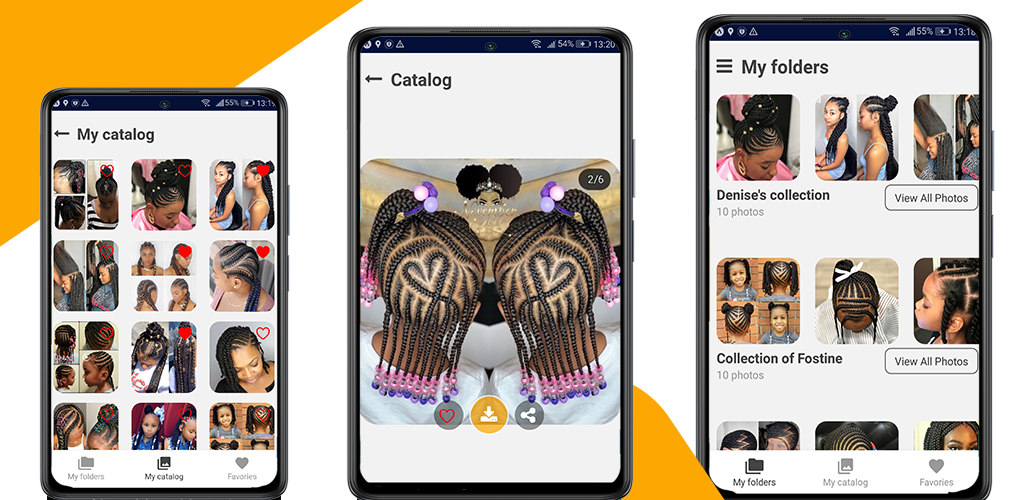 55% 13:19
My catalog
My folders
My catalog
Favories
54% 13:20
Catalog
2/6
55% 13:18
My folders
Denise's collection
10 photos
View All Photos
Collection of Fostine
10 photos
View All Photos
My folders
My catalog
Favories